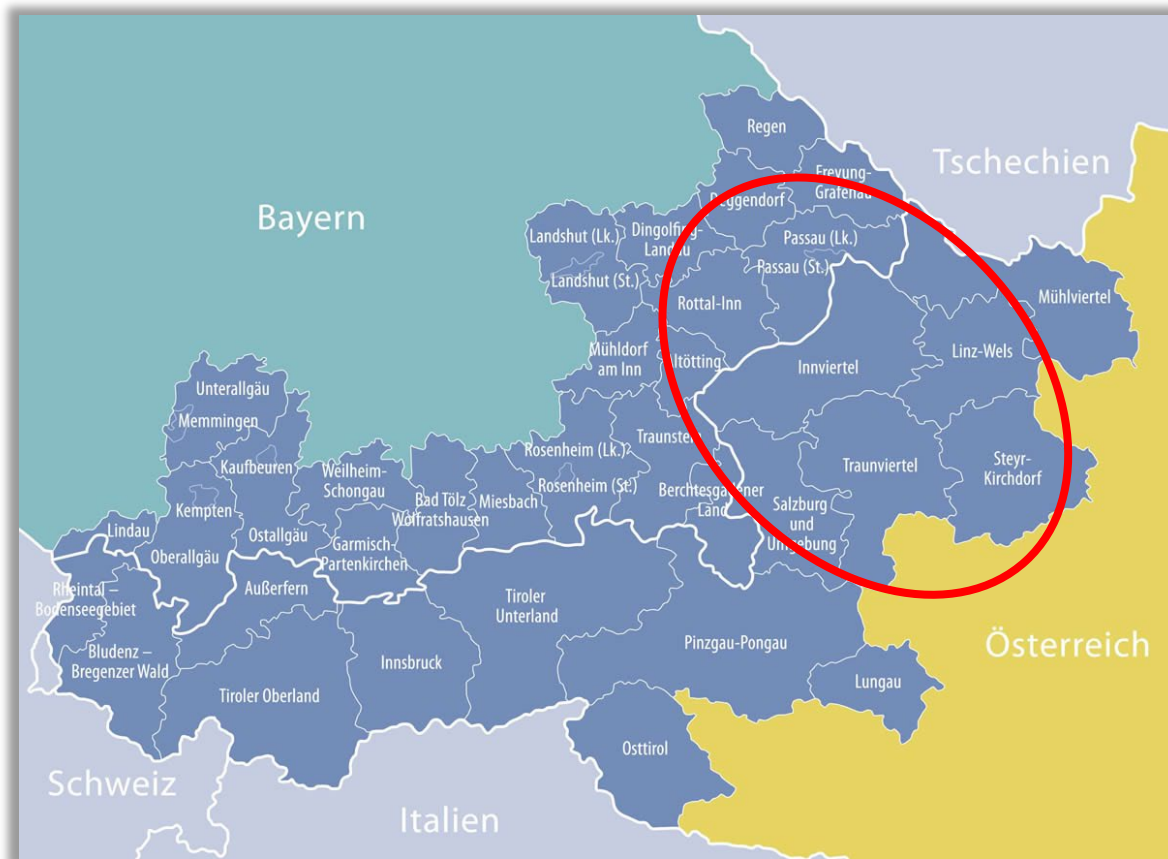 Regen
Tschechien
Freyung-
Grafenau
Deggendorf
Bayern
Landshut (Lk.)
Dingolfing-
Landau
Passau (Lk.)
Passau (St.)
Landshut (St.)
Rottal-Inn
Mühlviertel
Mühldorf
am Inn
ltötting
Innviertel
Linz-Wels
Unterallgäu
Memmingen
Kaufbeuren
Weilheim-
Schongau
Rosenheim (Lk.)
Traunstein
Traunviertel
Steyr-
Kirchdorf
Kempten
Bad Tölz
Wolfratshausen
Miesbach
Rosenheim (St.)
Berchtesgadener
Land
Salzburg
und
Umgebung
Lindau
Oberallgäu
Ostallgäu
Garmisch-
Partenkirchen
Rheintal –
Bodenseegebiet
Außerfern
Tiroler
Unterland
Bludenz –
Bregenzer Wald
Innsbruck
Pinzgau-Pongau
Österreich
Tiroler Oberland
Lungau
Osttirol
Schweiz
Italien